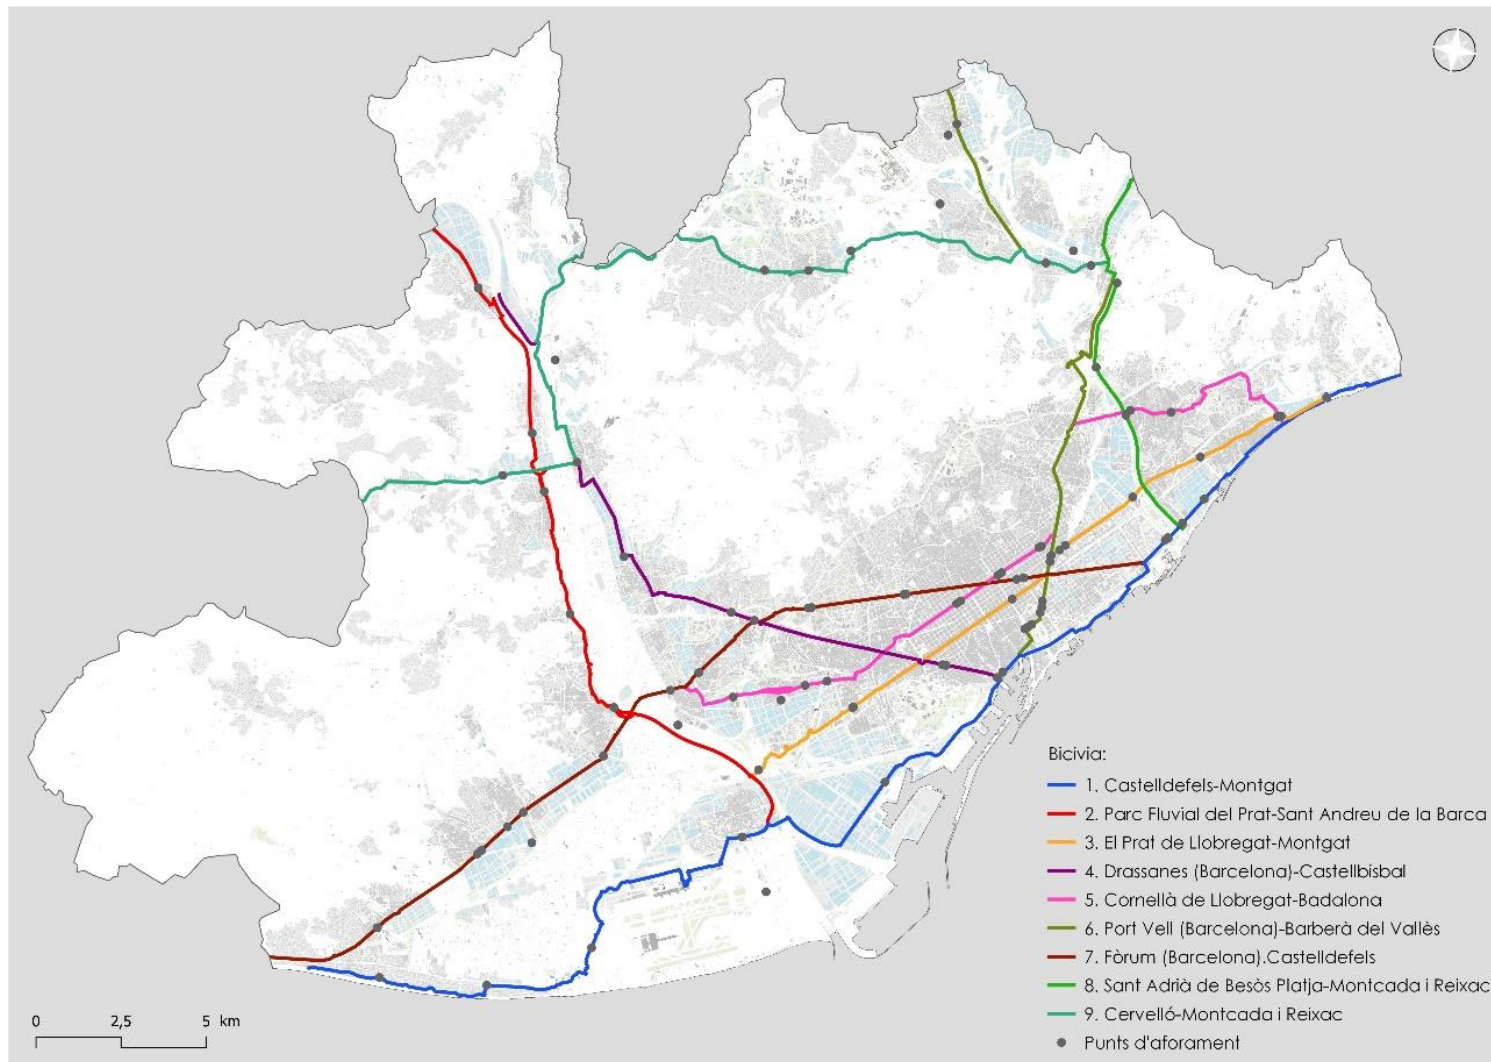 Bicivia:
1. Castelldefels-Montgat
2. Parc Fluvial del Prat-Sant Andreu de la Barca
3. El Prat de Llobregat-Montgat
4. Drassanes (Barcelona)-Castellbisbal
5. Cornellà de Llobregat-Badalona
6. Port Vell (Barcelona)-Barberà del Vallès
7. Fòrum (Barcelona).Castelldefels
8. Sant Adrià de Besòs Platja-Montcada i Reixac
9. Cervelló-Montcada i Reixac
Punts d'aforament
0 2,5 5 km